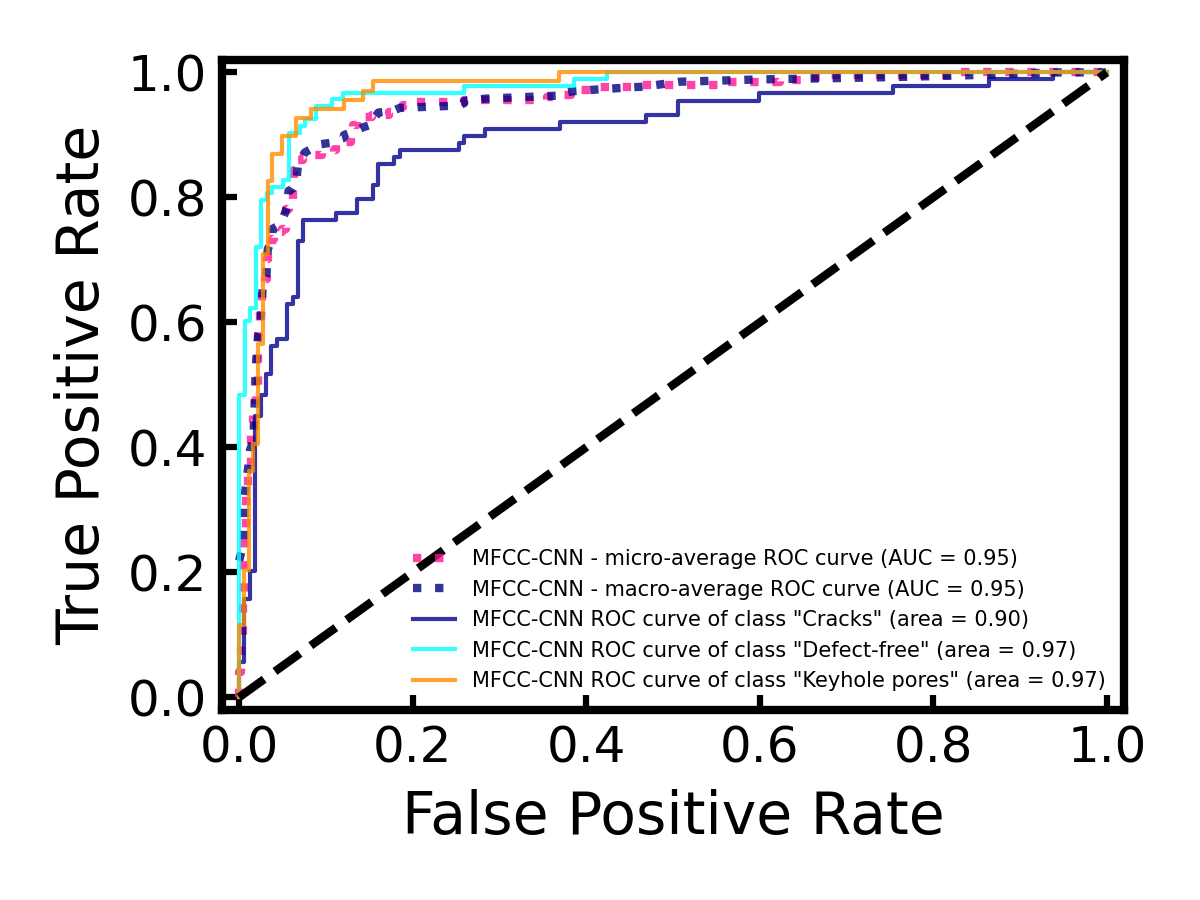 True Positive Rate
1.0
0.8
0.6
0.4
0.2
0.0
MFCC-CNN - micro-average ROC curve (AUC = 0.95)
MFCC-CNN - macro-average ROC curve (AUC = 0.95)
MFCC-CNN ROC curve of class "Cracks" (area = 0.90)
MFCC-CNN ROC curve of class "Defect-free" (area = 0.97)
MFCC-CNN ROC curve of class "Keyhole pores" (area = 0.97)
0.0 0.2 0.4 0.6 0.8 1.0
False Positive Rate